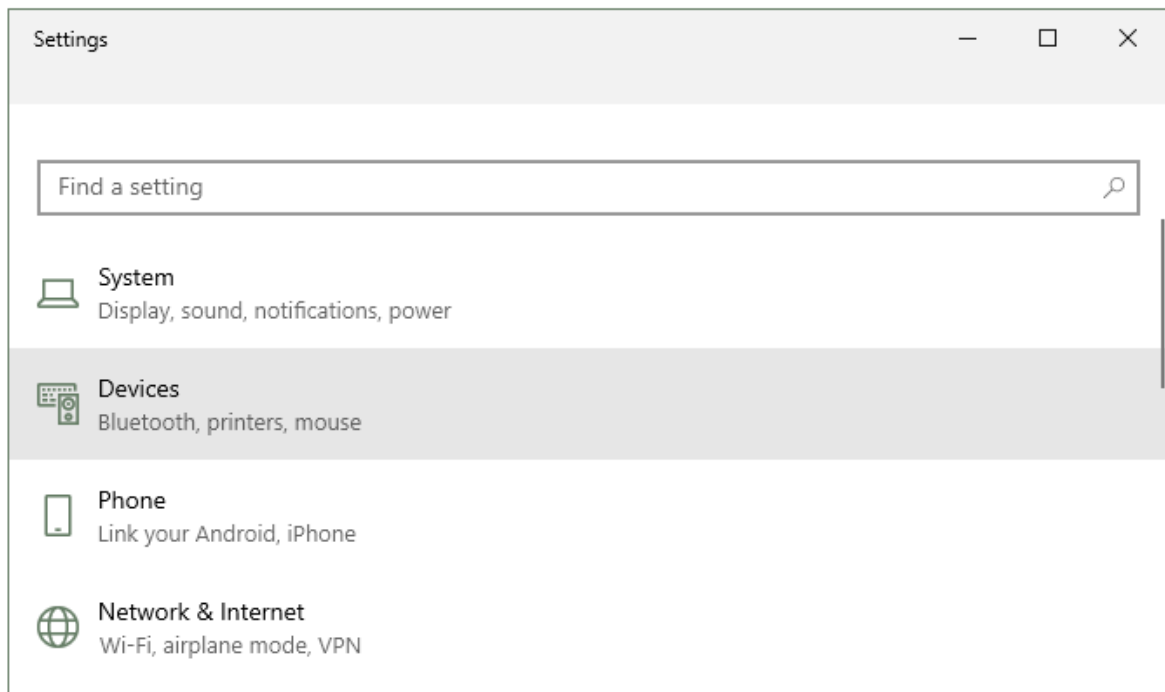 Settings
Find a setting
System
Display, sound, notifications, power
Devices
Bluetooth, printers, mouse
Phone
Link your Android, iPhone
Network & Internet
Wi-Fi, airplane mode, VPN